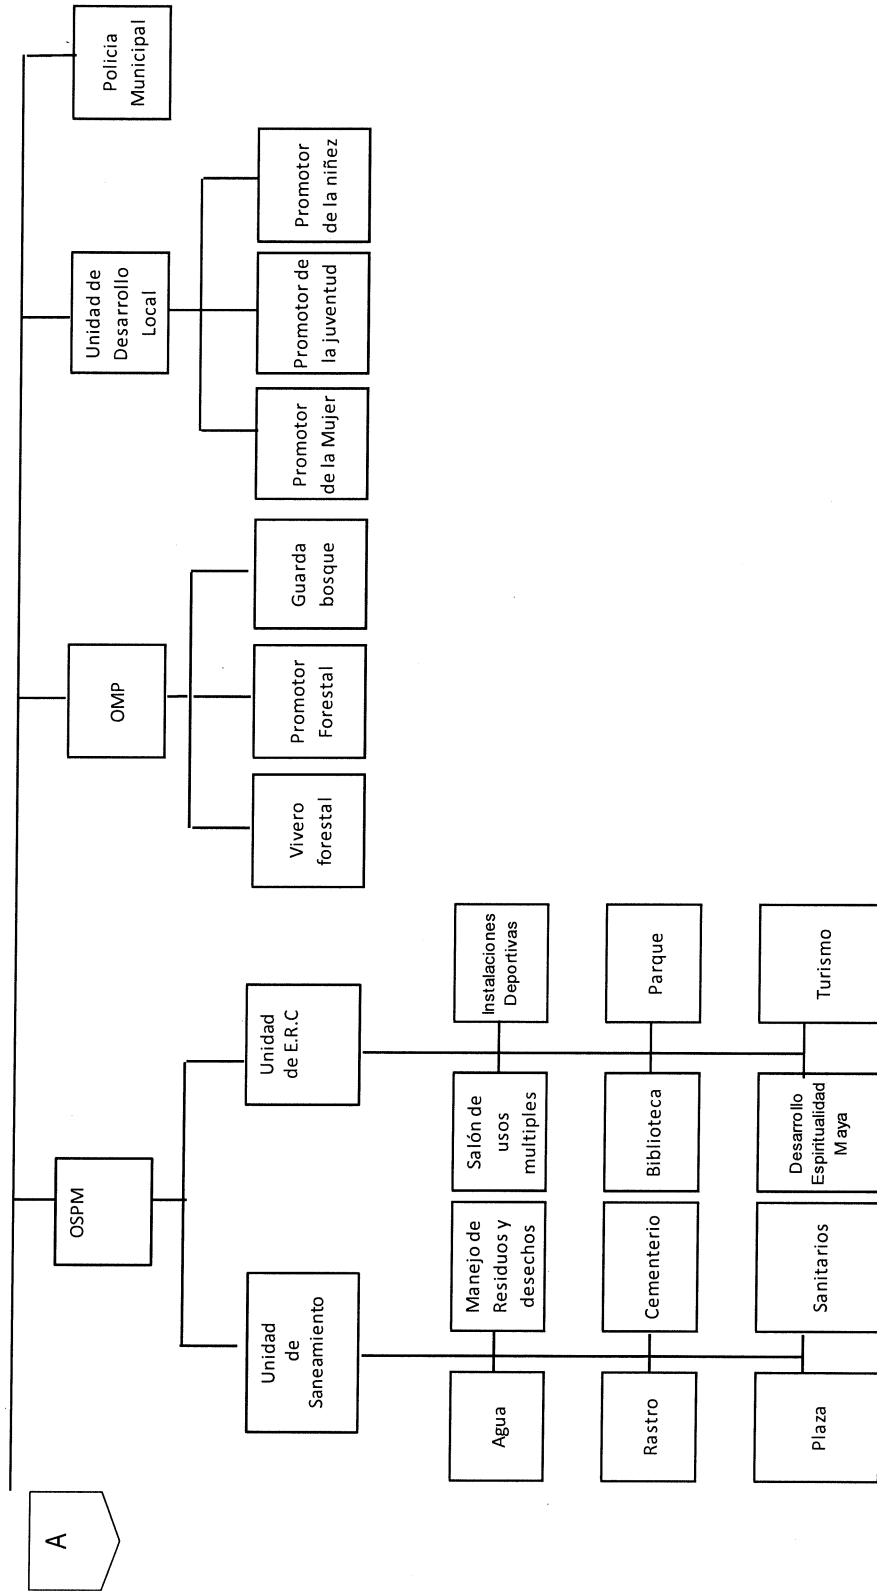 A
OSPM
OMP
Unidad de
Desarrollo
Local
Policia
Municipal
Unidad
de
Saneamiento
Unidad
de E.R.C
Vivero
forestal
Promotor
Forestal
Guarda
bosque
Promotor
de la Mujer
Promotor de
la juventud
Promotor
de la niñez
Agua
Manejo de
Residuos y
desechos
Salón de
usos
multiples
Instalaciones
Deportivas
Rastro
Cementerio
Biblioteca
Parque
Plaza
Sanitarios
Desarrollo
Espiritualidad
Maya
Turismo